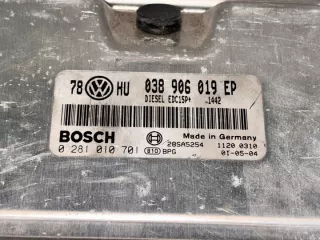 78 HU 038 906 019 EP
DIESEL EDC15P+ -1442
BOSCH Made in Germany
28SA5254 1120 0310
0 281 010 701 010 BPG 01-05-04